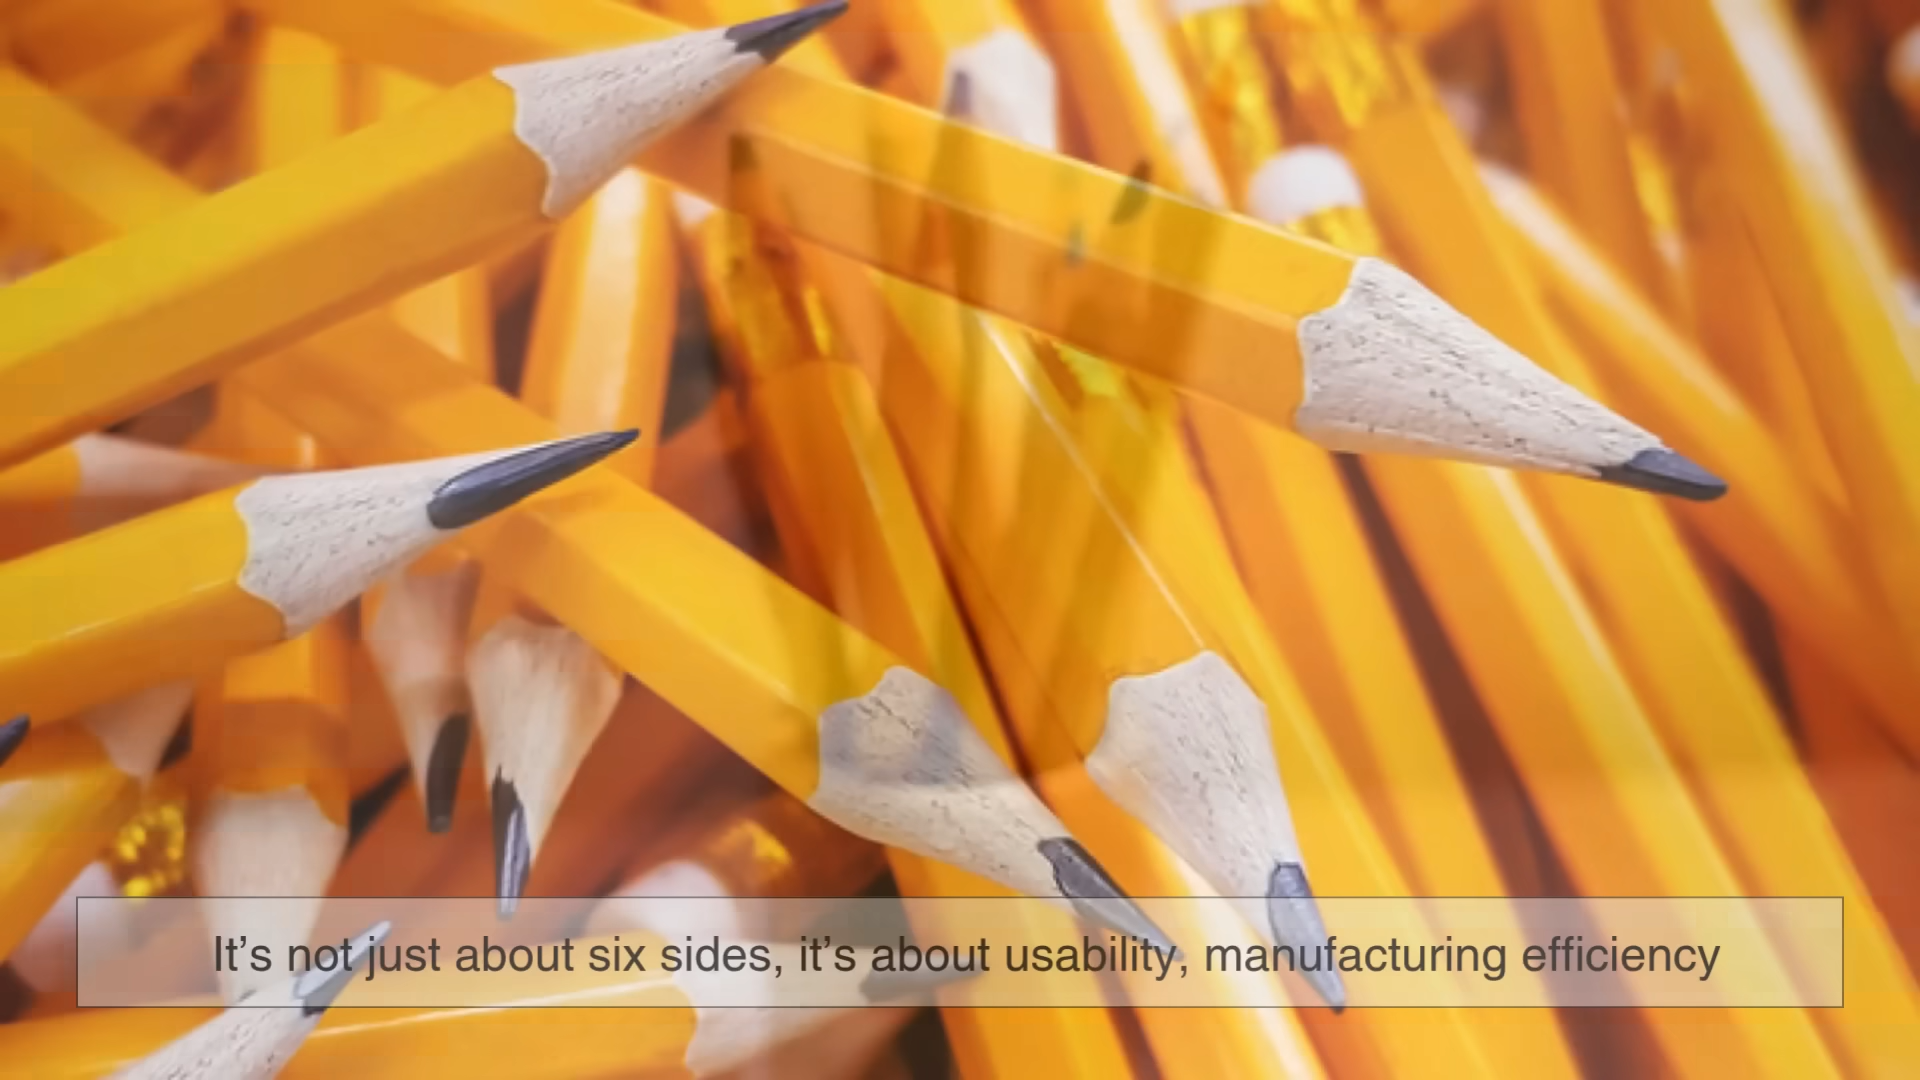 It’s not just about six sides, it’s about usability, manufacturing efficiency